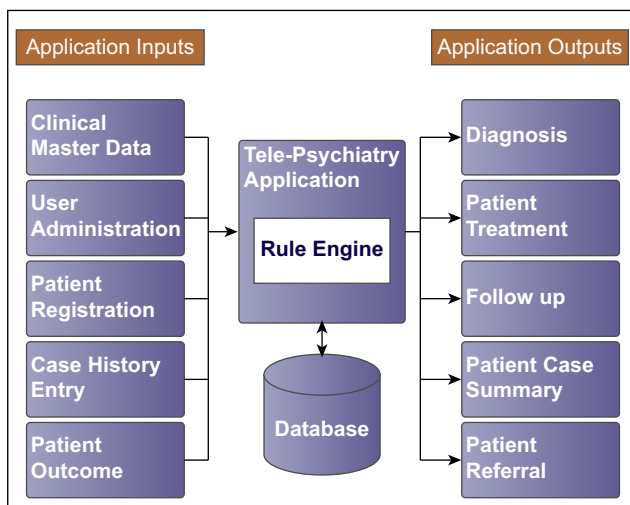 Application Inputs
Application Outputs
Clinical
Master Data
User
Administration
Patient
Registration
Case History
Entry
Patient
Outcome
Tele-Psychiatry
Application
Rule Engine
Database
Diagnosis
Patient
Treatment
Follow up
Patient Case
Summary
Patient
Referral